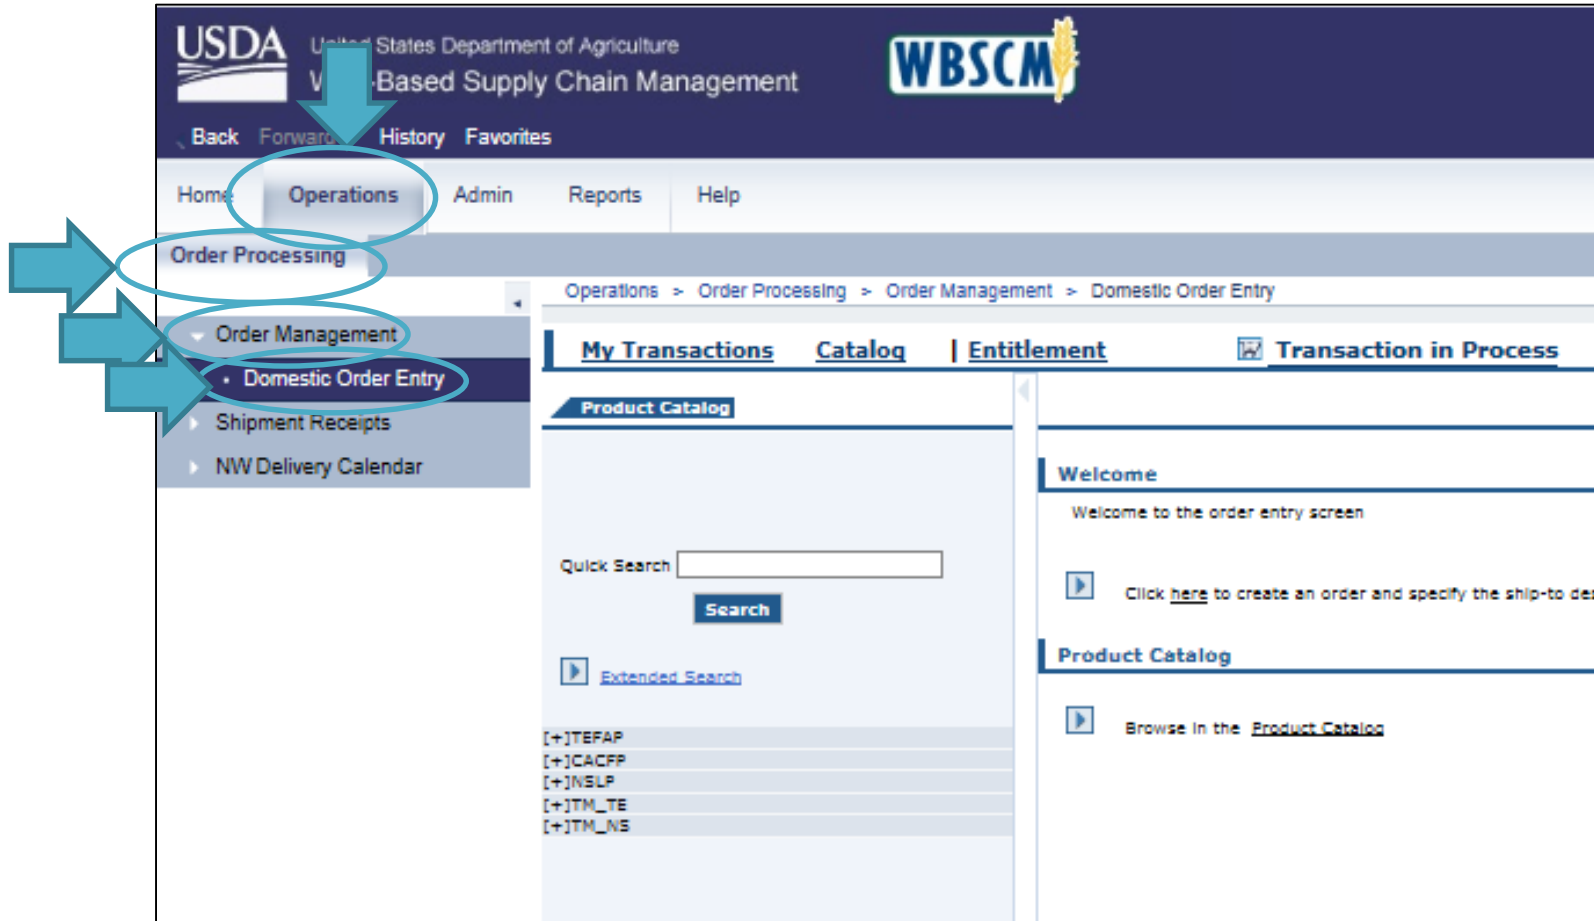 USDA United States Department of Agriculture
-Based Supply Chain Management
WBSCM
Back Forward History Favorites
Home Operations Admin Reports Help
Order Processing
Operations > Order Processing > Order Management > Domestic Order Entry
Order Management
My Transactions Catalog | Entitlement Transaction in Process
Domestic Order Entry
Product Catalog
Shipment Receipts
NW Delivery Calendar
Welcome
Welcome to the order entry screen
Quick Search
Click here to create an order and specify the ship-to des
Search
Product Catalog
Extended Search
Browse in the Product Catalog
[+]TEFAP
[+]CACFP
[+]NSLP
[+]TM_TE
[+]TM_NS